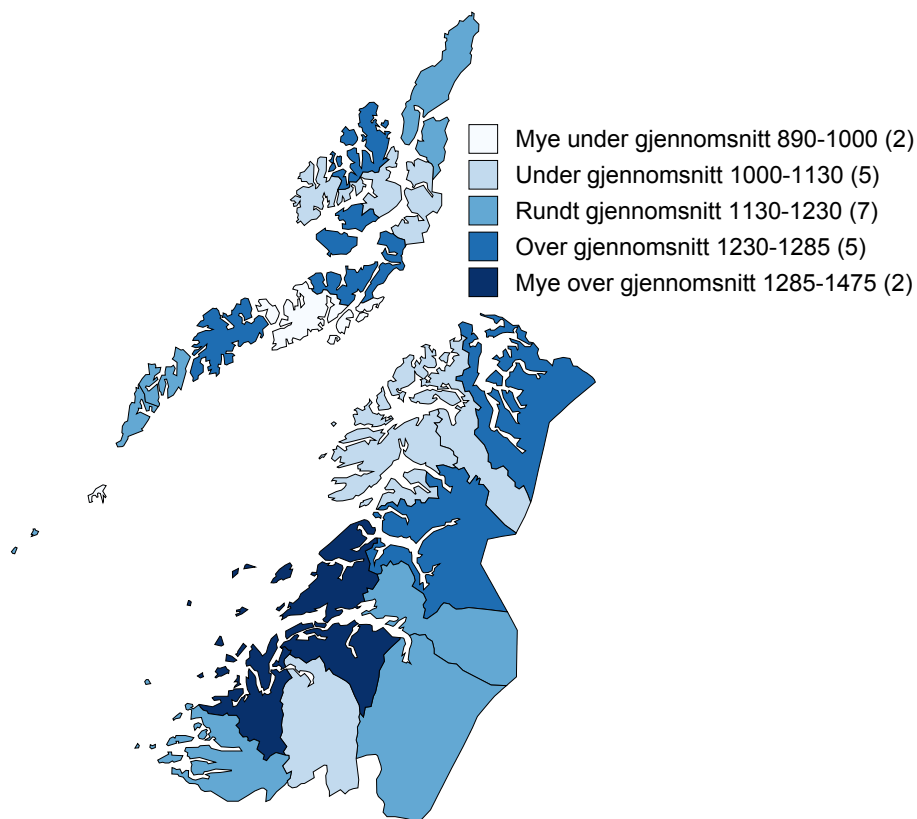 Mye under gjennomsnitt 890-1000 (2)
Under gjennomsnitt 1000-1130 (5)
Rundt gjennomsnitt 1130-1230 (7)
Over gjennomsnitt 1230-1285 (5)
Mye over gjennomsnitt 1285-1475 (2)